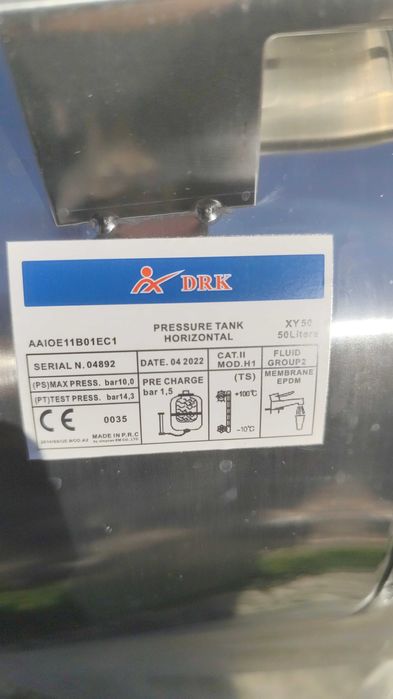 DRK
PRESSURE TANK
HORIZONTAL
XY50
50Liters
AAIOE11B01EC1
SERIAL N. 04892
DATE. 04 2022
CAT.II
MOD.H1
FLUID
GROUP2
(PS)MAX PRESS. bar10,0
(PT)TEST PRESS. bar14,3
PRE CHARGE
bar 1,5
(TS)
+100°C
-10°C
MEMBRANE
EPDM
CE 0035
MADE IN P.R.C